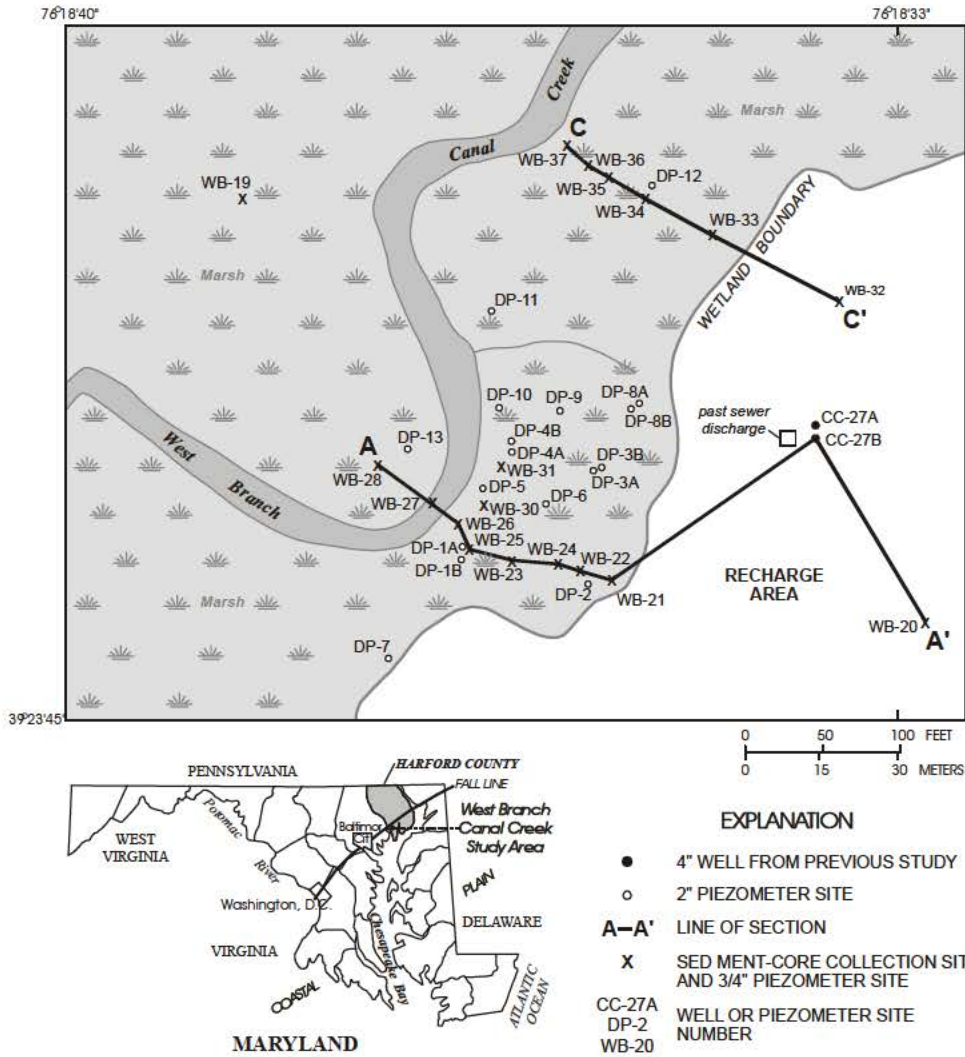 76°18'40"
76°18'33"
Creek
Marsh
C
Canal
WB-37
WB-36
WB-35
DP-12
WB-34
WB-19
WB-33
WETLAND BOUNDARY
Marsh
WB-32
C'
DP-11
DP-10
DP-9
DP-8A
DP-8B
past sewer
discharge
CC-27A
CC-27B
DP-4B
DP-4A
A
DP-13
WB-28
WB-31
DP-3B
DP-3A
West
Branch
DP-5
WB-27
WB-30
DP-6
WB-26
WB-25
DP-1A
DP-1B
WB-23
WB-24
WB-22
DP-2
WB-21
RECHARGE
AREA
Marsh
WB-20
A'
DP-7
39°23'45"
0 50 100 FEET
0 15 30 METERS
HARFORD COUNTY
PENNSYLVANIA
FALL LINE
West Branch
Canal Creek
Study Area
Potomac
River
Baltimor
Cit
WEST
VIRGINIA
PLAIN
Washington, D.C.
DELAWARE
VIRGINIA
Chesapeake Bay
COASTAL
ATLANTIC
OCEAN
MARYLAND
EXPLANATION
4" WELL FROM PREVIOUS STUDY
2" PIEZOMETER SITE
A–A' LINE OF SECTION
X SED MENT-CORE COLLECTION SIT
AND 3/4" PIEZOMETER SITE
CC-27A
DP-2
WB-20
WELL OR PIEZOMETER SITE
NUMBER